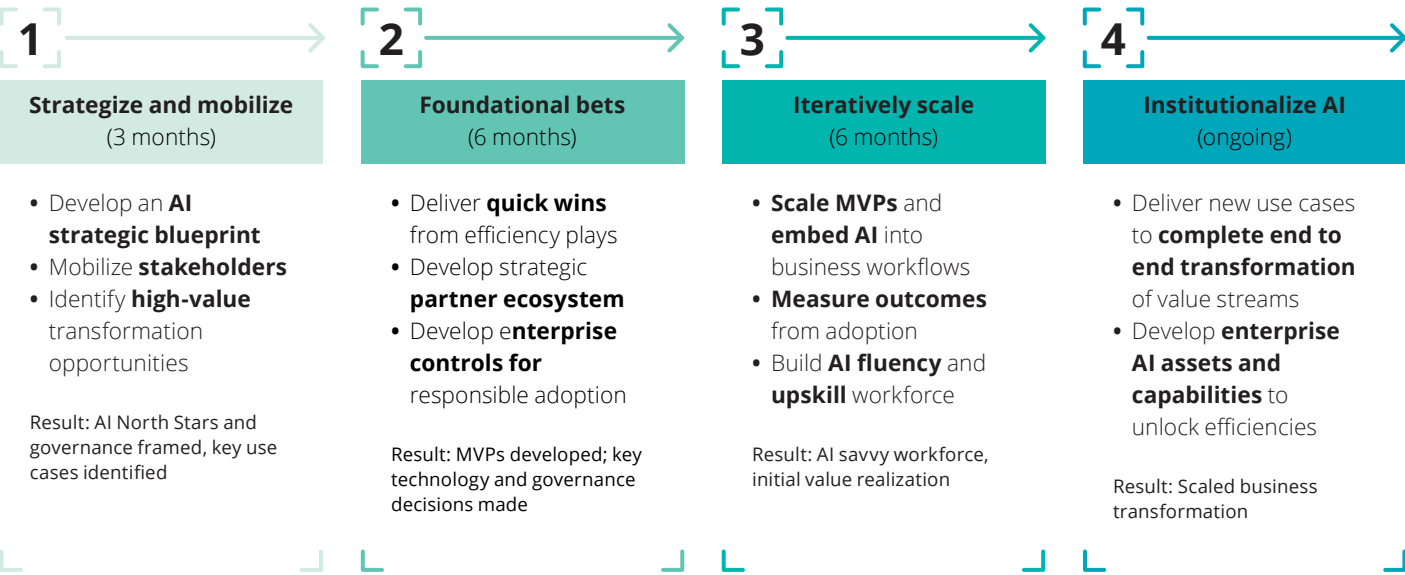 1
Strategize and mobilize
(3 months)
• Develop an AI
strategic blueprint
• Mobilize stakeholders
• Identify high-value
transformation
opportunities
Result: AI North Stars and
governance framed, key use
cases identified
2
Foundational bets
(6 months)
• Deliver quick wins
from efficiency plays
• Develop strategic
partner ecosystem
• Develop enterprise
controls for
responsible adoption
Result: MVPs developed; key
technology and governance
decisions made
3
Iteratively scale
(6 months)
• Scale MVPs and
embed AI into
business workflows
• Measure outcomes
from adoption
• Build AI fluency and
upskill workforce
Result: AI savvy workforce,
initial value realization
4
Institutionalize AI
(ongoing)
• Deliver new use cases
to complete end to
end transformation
of value streams
• Develop enterprise
AI assets and
capabilities to
unlock efficiencies
Result: Scaled business
transformation